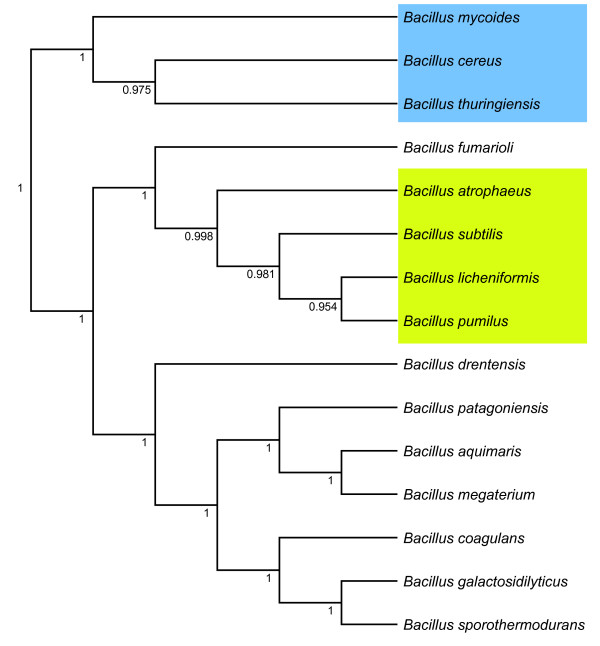 Bacillus mycoides
1
Bacillus cereus
0.975
Bacillus thuringiensis
1
Bacillus fumarioli
1
Bacillus atrophaeus
0.998
Bacillus subtilis
0.981
Bacillus licheniformis
0.954
Bacillus pumilus
1
Bacillus drentensis
1
Bacillus patagoniensis
1
Bacillus aquimaris
1
Bacillus megaterium
1
Bacillus coagulans
1
Bacillus galactosidilyticus
1
Bacillus sporothermodurans